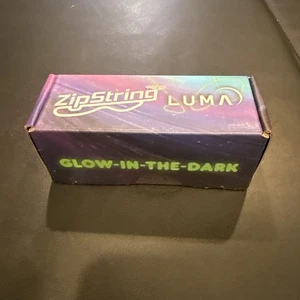 ZipString LUMA
GLOW-IN-THE-DARK